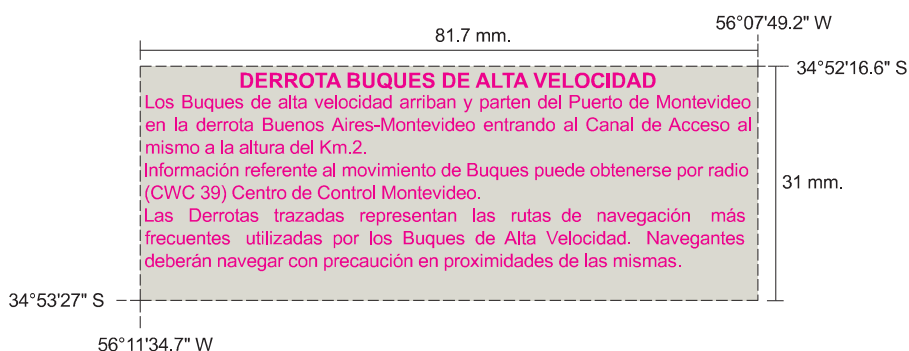 56°07'49.2" W
81.7 mm.
34°52'16.6" S
DERROTA BUQUES DE ALTA VELOCIDAD
Los Buques de alta velocidad arriban y parten del Puerto de Montevideo
en la derrota Buenos Aires-Montevideo entrando al Canal de Acceso al
mismo a la altura del Km.2.
Información referente al movimiento de Buques puede obtenerse por radio
(CWC 39) Centro de Control Montevideo.
Las Derrotas trazadas representan las rutas de navegación más
frecuentes utilizadas por los Buques de Alta Velocidad. Navegantes
deberán navegar con precaución en proximidades de las mismas.
31 mm.
34°53'27" S
56°11'34.7" W